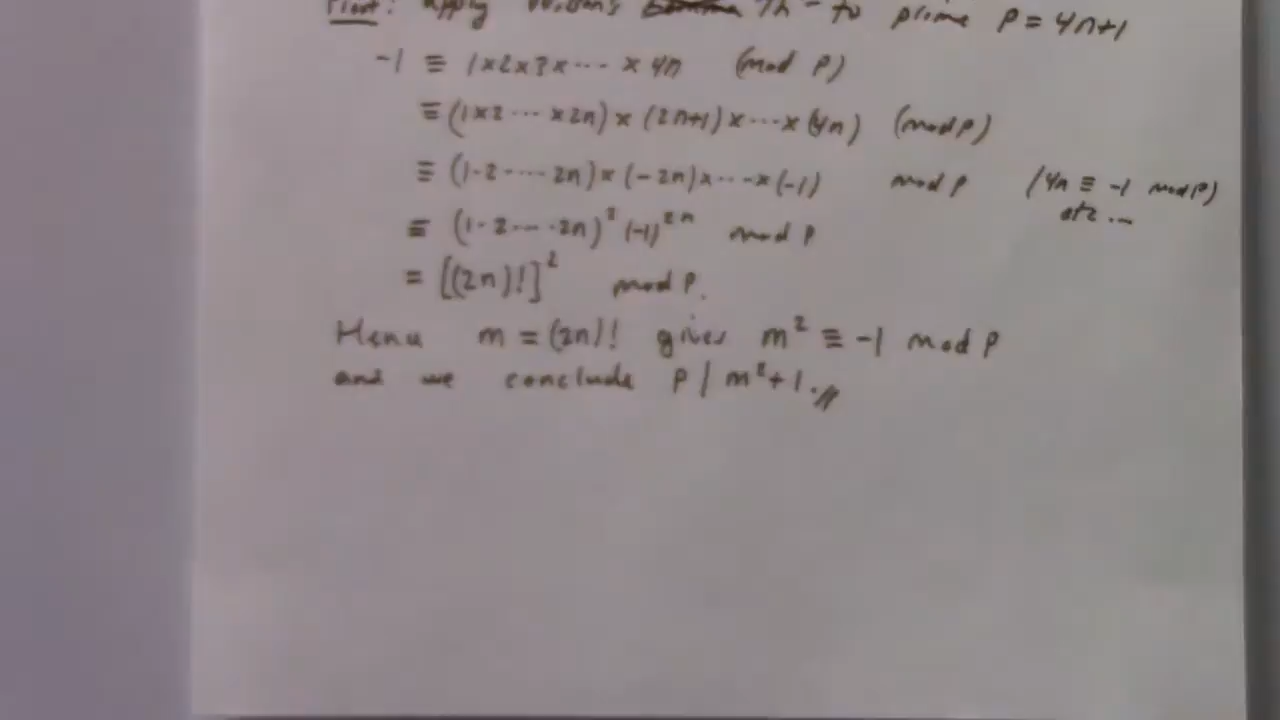 Proof: apply Wilson's Thm to prime P = 4n+1
-1 ≡ 1×2×3×···×4n (mod P)
≡ (1×2···×2n)×(2n+1)×···×(4n) (mod P)
≡ (1·2····2n)×(-2n)×···×(-1) mod P (4n ≡ -1 mod P)
etc...
≡ (1·2···2n)² (-1)²ⁿ mod P
= [(2n)!]² mod P.
Hence m = (2n)! gives m² ≡ -1 mod P
and we conclude P | m²+1.//